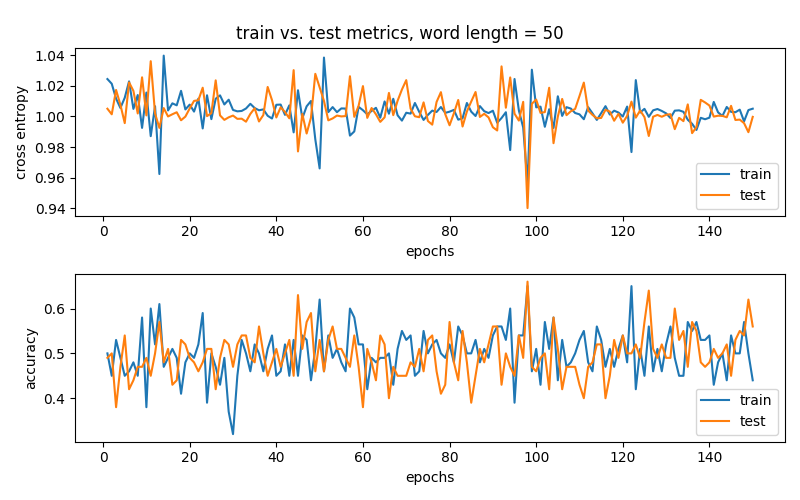 train vs. test metrics, word length = 50
cross entropy
1.04
1.02
1.00
0.98
0.96
0.94
train
test
0 20 40 60 80 100 120 140
epochs
accuracy
0.6
0.5
0.4
train
test
0 20 40 60 80 100 120 140
epochs